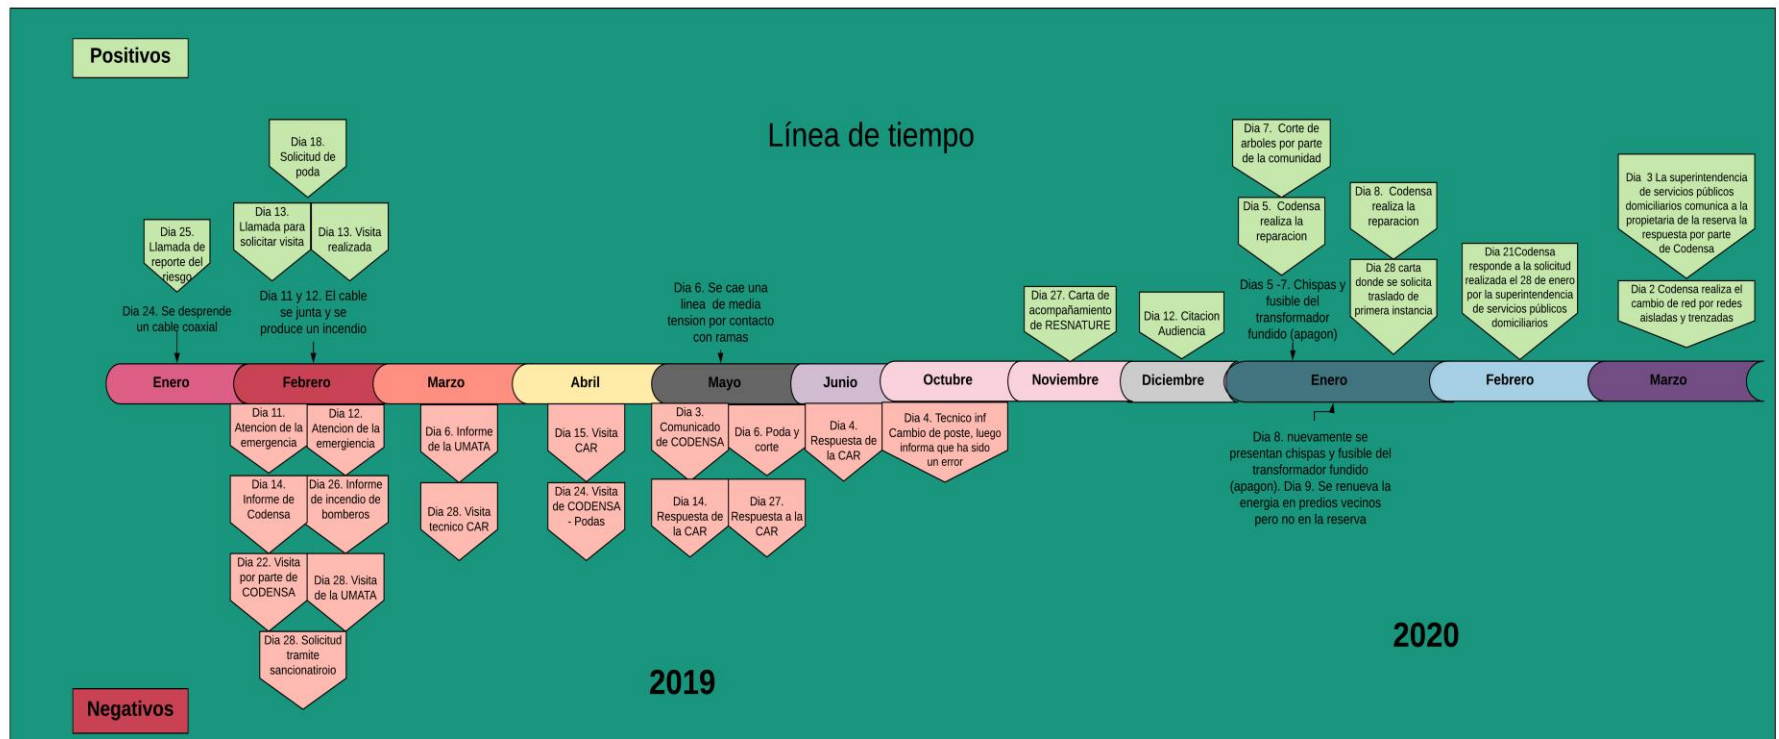 Positivos
Línea de tiempo
Dia 18.
Solicitud de
poda
Dia 13.
Llamada para
solicitar visita
Dia 13. Visita
realizada
Dia 25.
Llamada de
reporte del
riesgo
Dia 24. Se desprende
un cable coaxial
Dia 11 y 12. El cable
se junta y se
produce un incendio
Dia 6. Se cae una
linea de media
tension por contacto
con ramas
Dia 27. Carta de
acompañamiento
de RESNATURE
Dia 12. Citacion
Audiencia
Dia 7. Corte de
arboles por parte
de la comunidad
Dia 5. Codensa
realiza la
reparacion
Dias 5 -7. Chispas y
fusible del
transformador
fundido (apagon)
Dia 8. Codensa
realiza la
reparacion
Dia 28 carta
donde se solicita
traslado de
primera instancia
Dia 21Codensa
responde a la solicitud
realizada el 28 de enero
por la superintendencia
de servicios públicos
domiciliarios
Dia 3 La superintendencia
de servicios públicos
domiciliarios comunica a la
propietaria de la reserva la
respuesta por parte
de Codensa
Dia 2 Codensa realiza el
cambio de red por redes
aisladas y trenzadas
Enero
Febrero
Marzo
Abril
Mayo
Junio
Octubre
Noviembre
Diciembre
Enero
Febrero
Marzo
Dia 11.
Atencion de la
emergencia
Dia 12.
Atencion de la
emergiencia
Dia 14.
Informe de
Codensa
Dia 26. Informe
de incendio de
bomberos
Dia 22. Visita
por parte de
CODENSA
Dia 28. Visita
de la UMATA
Dia 28. Solicitud
tramite
sancionatiroio
Dia 6. Informe
de la UMATA
Dia 28. Visita
tecnico CAR
Dia 15. Visita
CAR
Dia 24. Visita
de CODENSA
- Podas
Dia 3.
Comunicado
de CODENSA
Dia 6. Poda y
corte
Dia 14.
Respuesta de
la CAR
Dia 27.
Respuesta a la
CAR
Dia 4.
Respuesta de
la CAR
Dia 4. Tecnico inf
Cambio de poste, luego
informa que ha sido
un error
Dia 8. nuevamente se
presentan chispas y fusible del
transformador fundido
(apagon). Dia 9. Se renueva la
energia en predios vecinos
pero no en la reserva
2019
2020
Negativos